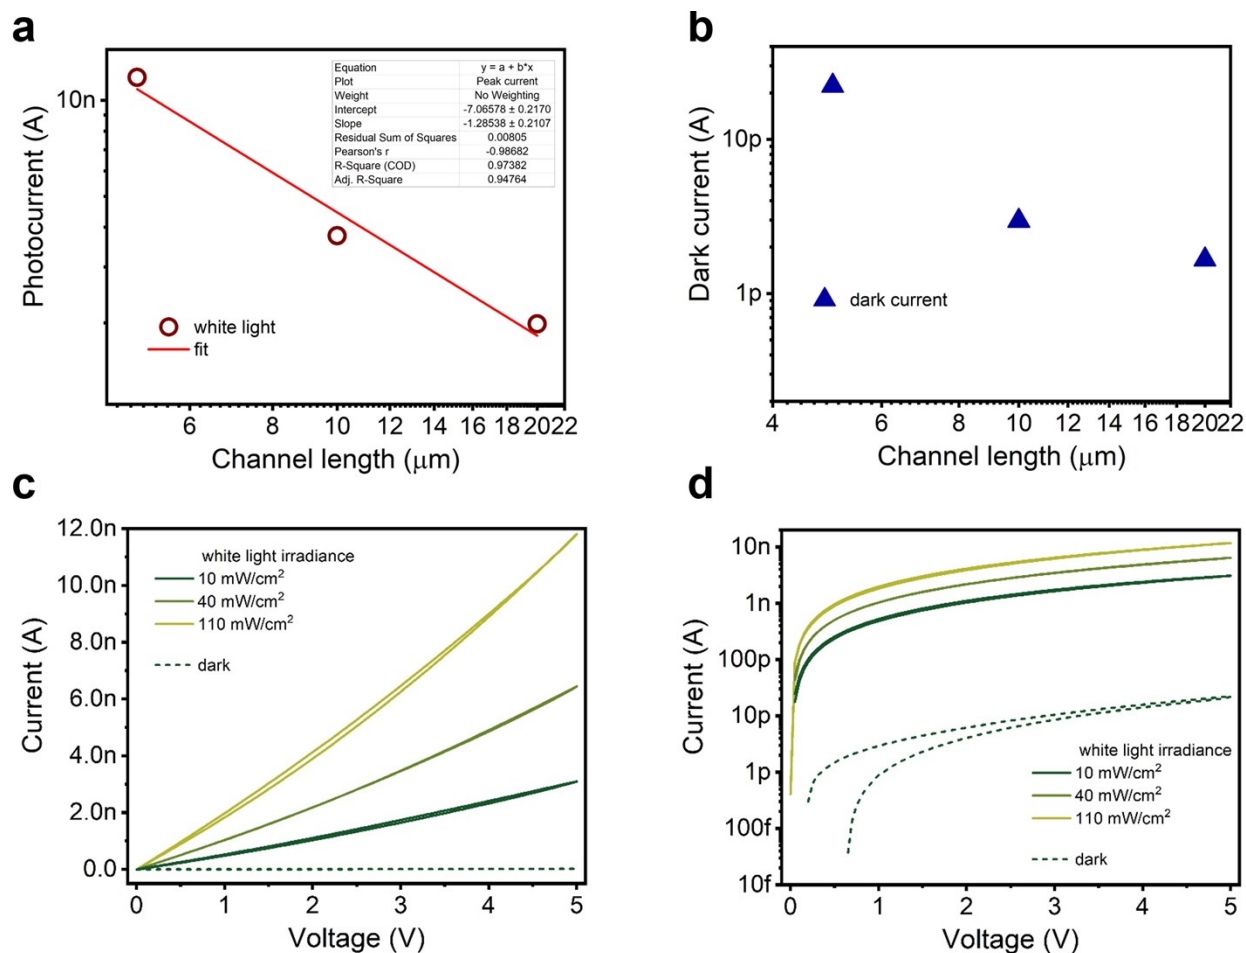 a
Photocurrent (A)
10n
Equation y = a + b*x
Plot Peak current
Weight No Weighting
Intercept -7.06578 ± 0.2170
Slope -1.28538 ± 0.2107
Residual Sum of Squares 0.00805
Pearson's r -0.98682
R-Square (COD) 0.97382
Adj. R-Square 0.94764
white light
fit
6 8 10 12 14 16 18 20 22
Channel length (μm)
b
Dark current (A)
10p
1p
dark current
4 6 8 10 12 14 16 18 20 22
Channel length (μm)
c
Current (A)
12.0n
10.0n
8.0n
6.0n
4.0n
2.0n
0.0
white light irradiance
10 mW/cm²
40 mW/cm²
110 mW/cm²
dark
0 1 2 3 4 5
Voltage (V)
d
Current (A)
10n
1n
100p
10p
1p
100f
10f
white light irradiance
10 mW/cm²
40 mW/cm²
110 mW/cm²
dark
0 1 2 3 4 5
Voltage (V)